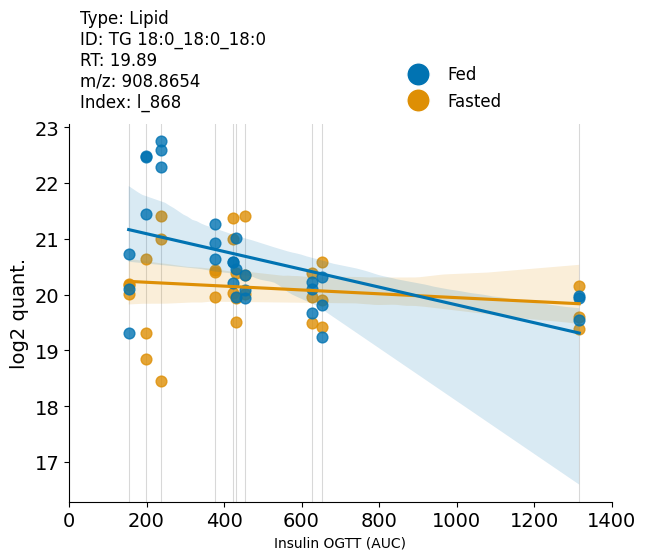 Type: Lipid
ID: TG 18:0_18:0_18:0
RT: 19.89
m/z: 908.8654
Index: l_868
Fed
Fasted
23
22
21
20
19
18
17
log2 quant.
0 200 400 600 800 1000 1200 1400
Insulin OGTT (AUC)